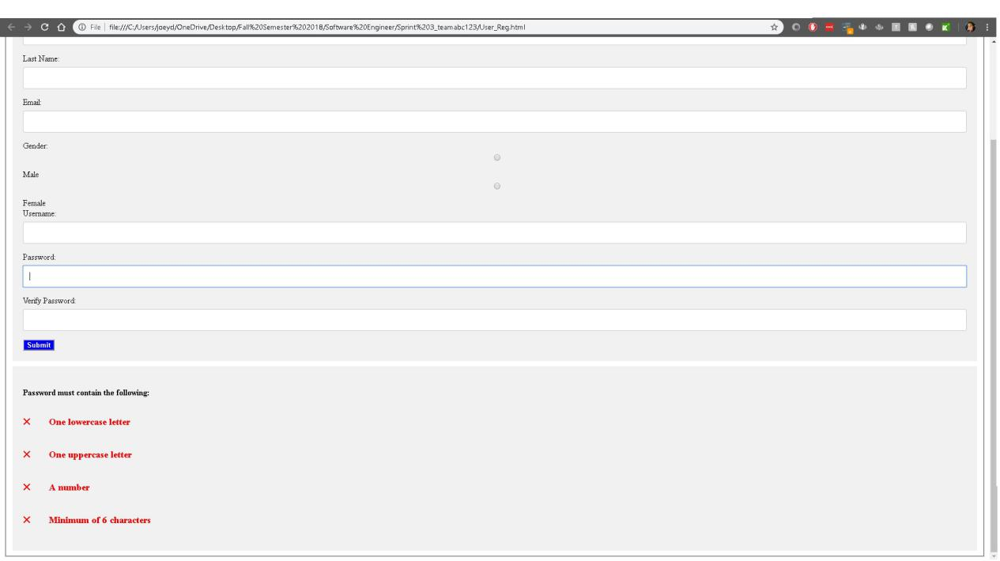 File | file:///C:/Users/joeyd/OneDrive/Desktop/Fall%20Semester%202018/Software%20Engineer/Sprint%203_teamabc123/User_Reg.html
Last Name:
Email:
Gender:
Male
Female
Username:
Password:
Verify Password:
Submit
Password must contain the following:
One lowercase letter
One uppercase letter
A number
Minimum of 6 characters